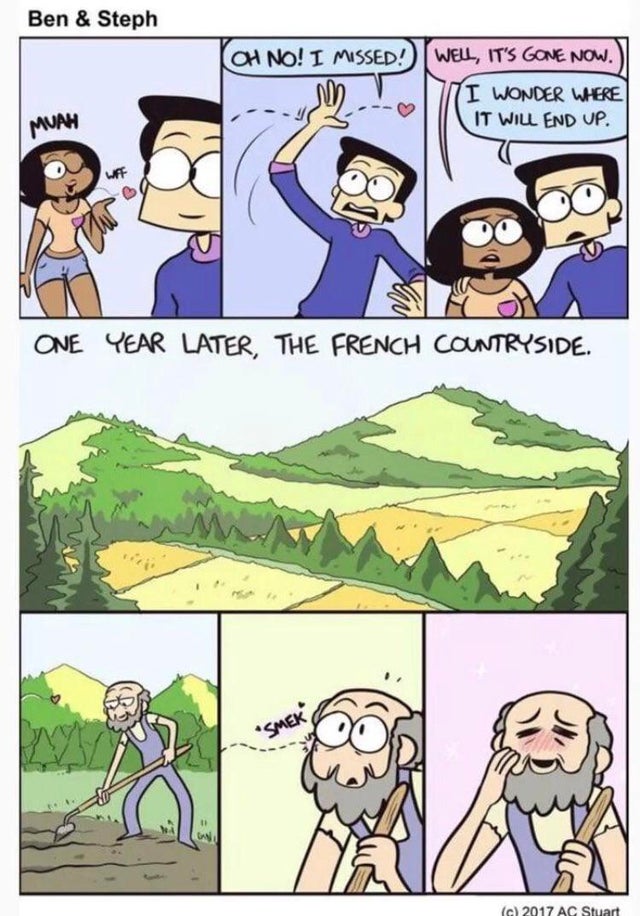 Ben & Steph
MUAH
WFF
OH NO! I MISSED!
WELL, IT'S GONE NOW.
I WONDER WHERE
IT WILL END UP.
ONE YEAR LATER, THE FRENCH COUNTRYSIDE.
*SMEK*
(c) 2017 AC Stuart